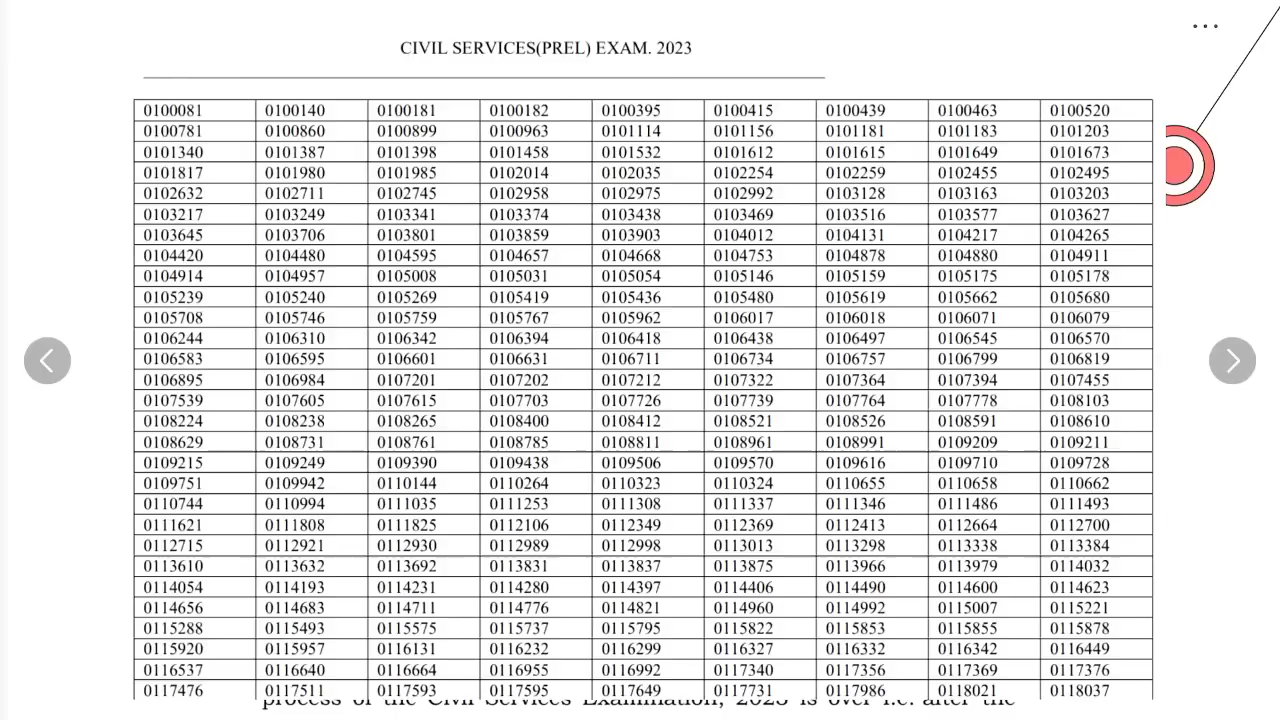 CIVIL SERVICES(PREL) EXAM. 2023
0100081 0100140 0100181 0100182 0100395 0100415 0100439 0100463 0100520
0100781 0100860 0100899 0100963 0101114 0101156 0101181 0101183 0101203
0101340 0101387 0101398 0101458 0101532 0101612 0101615 0101649 0101673
0101817 0101980 0101985 0102014 0102035 0102254 0102259 0102455 0102495
0102632 0102711 0102745 0102958 0102975 0102992 0103128 0103163 0103203
0103217 0103249 0103341 0103374 0103438 0103469 0103516 0103577 0103627
0103645 0103706 0103801 0103859 0103903 0104012 0104131 0104217 0104265
0104420 0104480 0104595 0104657 0104668 0104753 0104878 0104880 0104911
0104914 0104957 0105008 0105031 0105054 0105146 0105159 0105175 0105178
0105239 0105240 0105269 0105419 0105436 0105480 0105619 0105662 0105680
0105708 0105746 0105759 0105767 0105962 0106017 0106018 0106071 0106079
0106244 0106310 0106342 0106394 0106418 0106438 0106497 0106545 0106570
0106583 0106595 0106601 0106631 0106711 0106734 0106757 0106799 0106819
0106895 0106984 0107201 0107202 0107212 0107322 0107364 0107394 0107455
0107539 0107605 0107615 0107703 0107726 0107739 0107764 0107778 0108103
0108224 0108238 0108265 0108400 0108412 0108521 0108526 0108591 0108610
0108629 0108731 0108761 0108785 0108811 0108961 0108991 0109209 0109211
0109215 0109249 0109390 0109438 0109506 0109570 0109616 0109710 0109728
0109751 0109942 0110144 0110264 0110323 0110324 0110655 0110658 0110662
0110744 0110994 0111035 0111253 0111308 0111337 0111346 0111486 0111493
0111621 0111808 0111825 0112106 0112349 0112369 0112413 0112664 0112700
0112715 0112921 0112930 0112989 0112998 0113013 0113298 0113338 0113384
0113610 0113632 0113692 0113831 0113837 0113875 0113966 0113979 0114032
0114054 0114193 0114231 0114280 0114397 0114406 0114490 0114600 0114623
0114656 0114683 0114711 0114776 0114821 0114960 0114992 0115007 0115221
0115288 0115493 0115575 0115737 0115795 0115822 0115853 0115855 0115878
0115920 0115957 0116131 0116232 0116299 0116327 0116332 0116342 0116449
0116537 0116640 0116664 0116955 0116992 0117340 0117356 0117369 0117376
0117476 0117511 0117593 0117595 0117649 0117731 0117986 0118021 0118037
process of the Civil Services Examination, 2023 is over i.e. after the